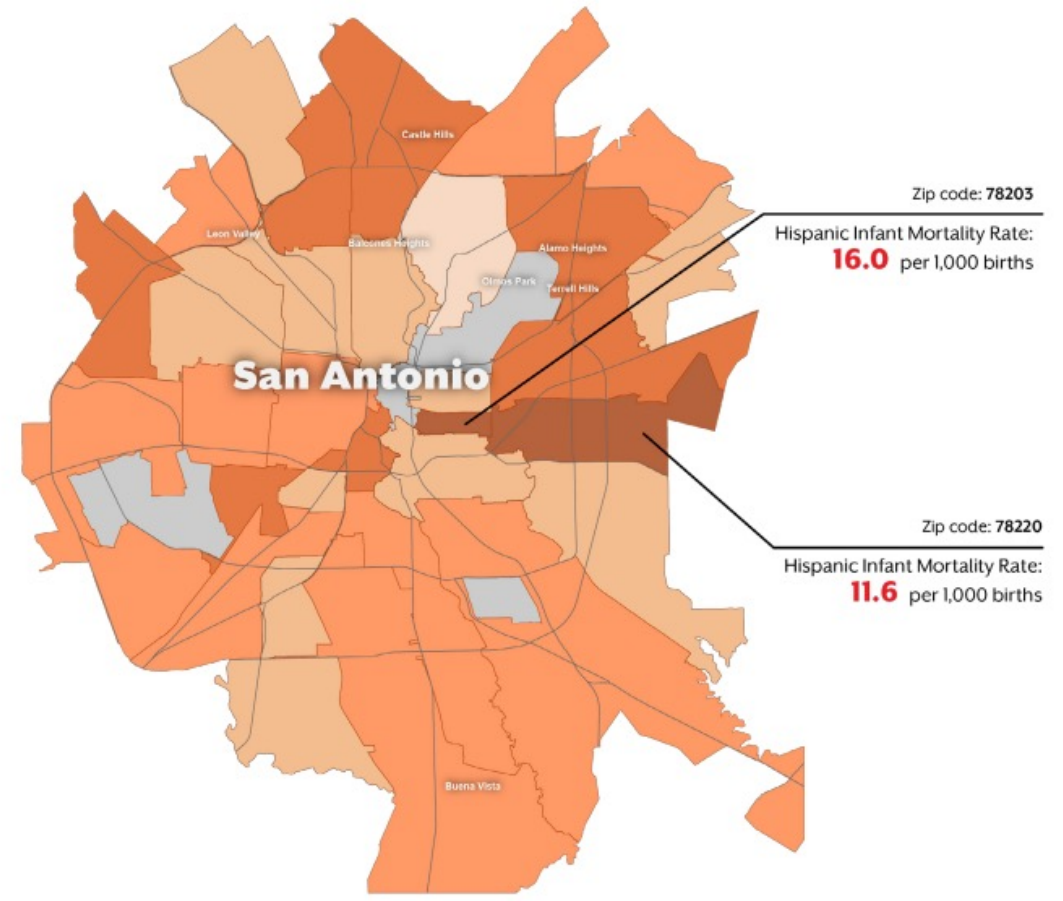 Castle Hills
Zip code: 78203
Leon Valley
Hispanic Infant Mortality Rate:
Balcones Heights
Alamo Heights
16.0 per 1,000 births
Olmos Park
Terrell Hills
San Antonio
Zip code: 78220
Hispanic Infant Mortality Rate:
11.6 per 1,000 births
Buena Vista